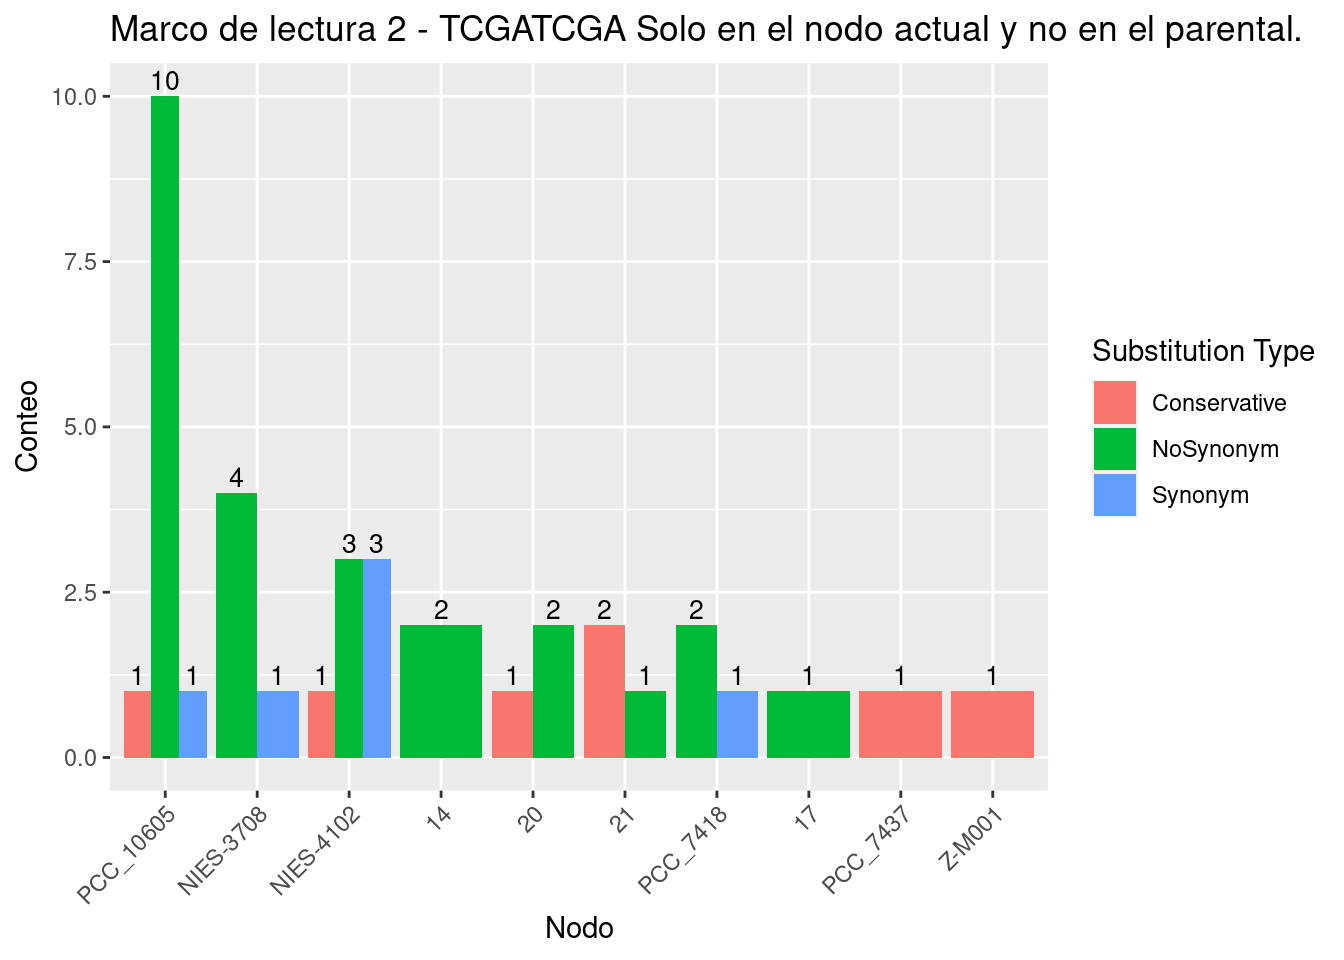 Marco de lectura 2 - TCGATCGA Solo en el nodo actual y no en el parental.
10
4
3 3
2 2 2 2
1 1 1 1 1 1 1 1 1 1
10.0
7.5
5.0
2.5
0.0
Conteo
PCC_10605
NIES-3708
NIES-4102
14
20
21
PCC_7418
17
PCC_7437
Z-M001
Nodo
Substitution Type
Conservative
NoSynonym
Synonym